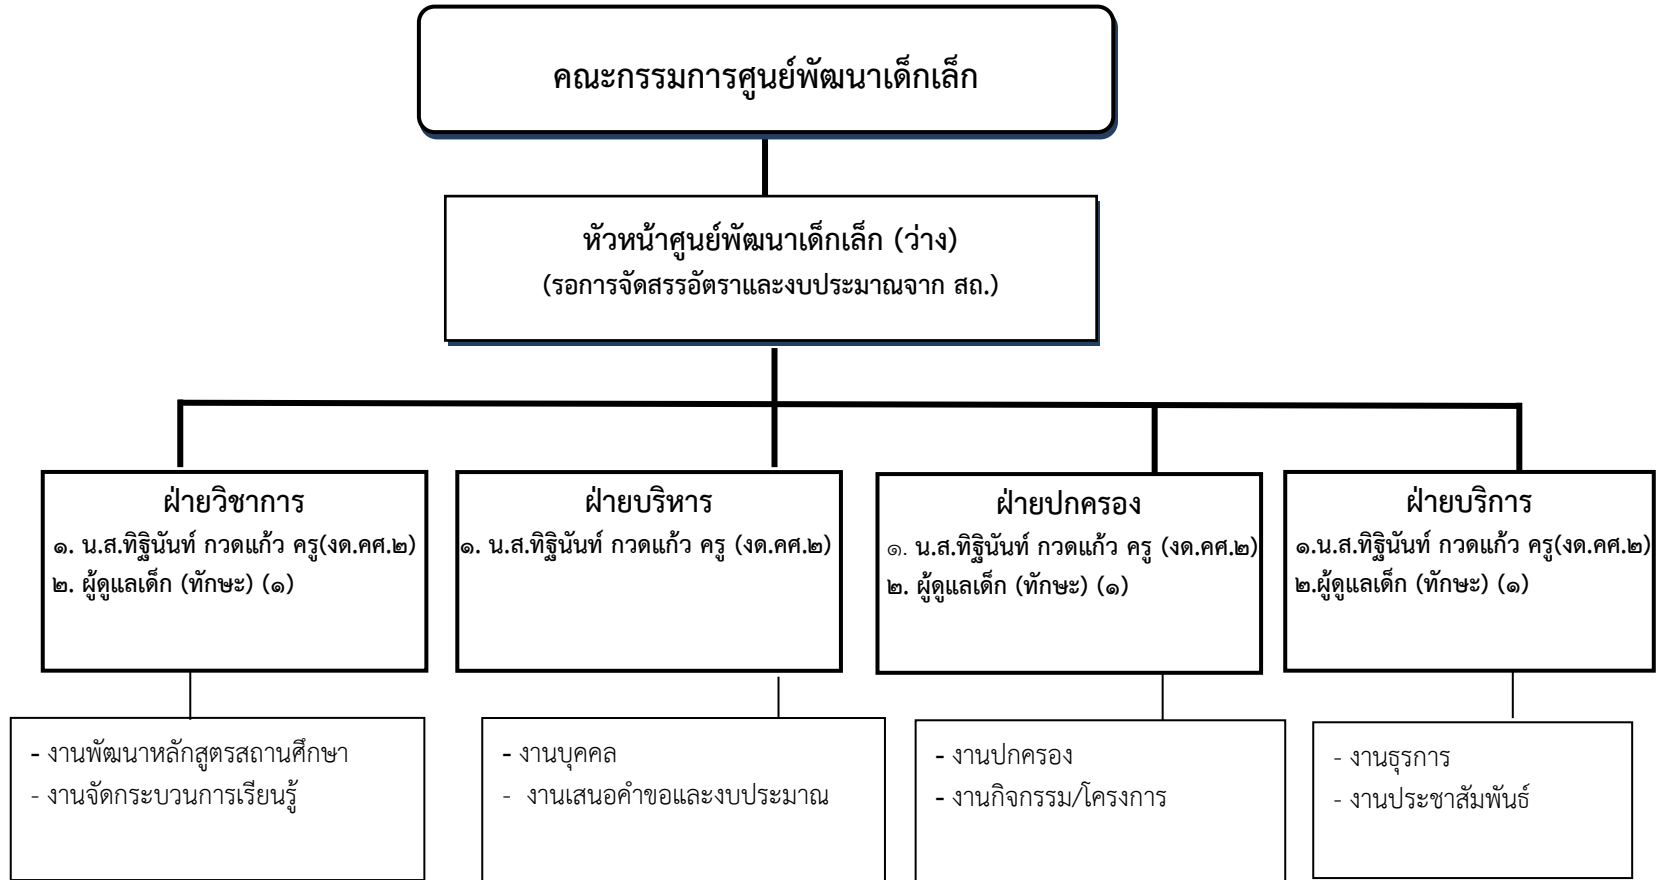 คณะกรรมการศูนย์พัฒนาเด็กเล็ก
หัวหน้าศูนย์พัฒนาเด็กเล็ก (ว่าง)
(รอการจัดสรรอัตราและงบประมาณจาก สถ.)
ฝ่ายวิชาการ
๑. น.ส.ทิฐินันท์ กวดแก้ว ครู(งด.คศ.๒)
๒. ผู้ดูแลเด็ก (ทักษะ) (๑)
ฝ่ายบริหาร
๑. น.ส.ทิฐินันท์ กวดแก้ว ครู (งด.คศ.๒)
ฝ่ายปกครอง
๑. น.ส.ทิฐินันท์ กวดแก้ว ครู (งด.คศ.๒)
๒. ผู้ดูแลเด็ก (ทักษะ) (๑)
ฝ่ายบริการ
๑.น.ส.ทิฐินันท์ กวดแก้ว ครู(งด.คศ.๒)
๒.ผู้ดูแลเด็ก (ทักษะ) (๑)
- งานพัฒนาหลักสูตรสถานศึกษา
- งานจัดกระบวนการเรียนรู้
- งานบุคคล
- งานเสนอคำขอและงบประมาณ
- งานปกครอง
- งานกิจกรรม/โครงการ
- งานธุรการ
- งานประชาสัมพันธ์